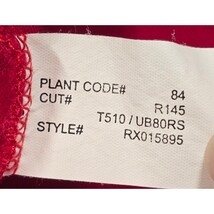 PLANT CODE# 84
CUT# R145
T510 / UB80RS
STYLE# RX015895